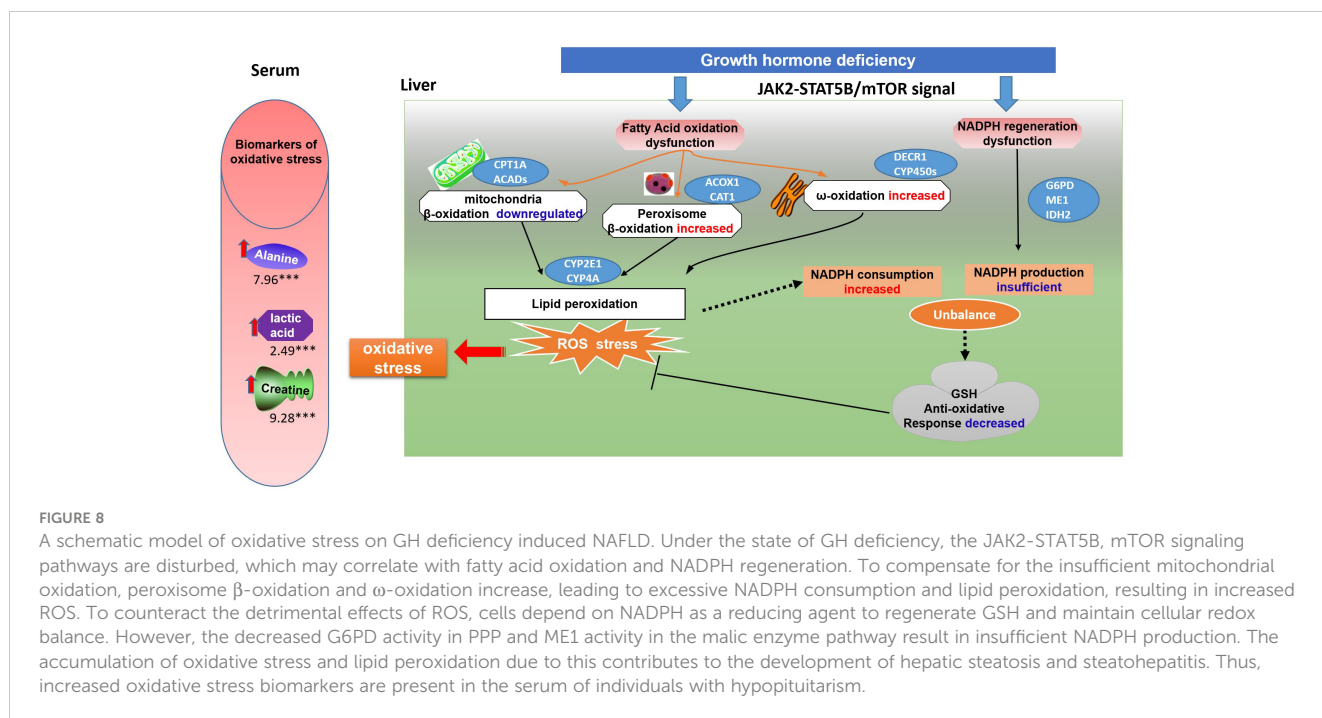 Growth hormone deficiency
Serum
Liver
JAK2-STAT5B/mTOR signal
Biomarkers of
oxidative stress
Fatty Acid oxidation
dysfunction
NADPH regeneration
dysfunction
CPT1A
ACADs
mitochondria
β-oxidation downregulated
ACOX1
CAT1
Peroxisome
β-oxidation increased
DECR1
CYP450s
ω-oxidation increased
G6PD
ME1
IDH2
Alanine
7.96***
lactic
acid
2.49***
Creatine
9.28***
CYP2E1
CYP4A
Lipid peroxidation
ROS stress
oxidative
stress
NADPH consumption
increased
NADPH production
insufficient
Unbalance
GSH
Anti-oxidative
Response decreased
FIGURE 8
A schematic model of oxidative stress on GH deficiency induced NAFLD. Under the state of GH deficiency, the JAK2-STAT5B, mTOR signaling
pathways are disturbed, which may correlate with fatty acid oxidation and NADPH regeneration. To compensate for the insufficient mitochondrial
oxidation, peroxisome β-oxidation and ω-oxidation increase, leading to excessive NADPH consumption and lipid peroxidation, resulting in increased
ROS. To counteract the detrimental effects of ROS, cells depend on NADPH as a reducing agent to regenerate GSH and maintain cellular redox
balance. However, the decreased G6PD activity in PPP and ME1 activity in the malic enzyme pathway result in insufficient NADPH production. The
accumulation of oxidative stress and lipid peroxidation due to this contributes to the development of hepatic steatosis and steatohepatitis. Thus,
increased oxidative stress biomarkers are present in the serum of individuals with hypopituitarism.